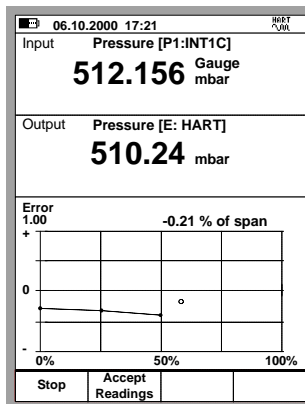 06.10.2000 17:21 HART
Input Pressure [P1:INT1C]
512.156 Gauge mbar
Output Pressure [E: HART]
510.24 mbar
Error
1.00 -0.21 % of span
+
0
-
0% 50% 100%
Stop Accept Readings